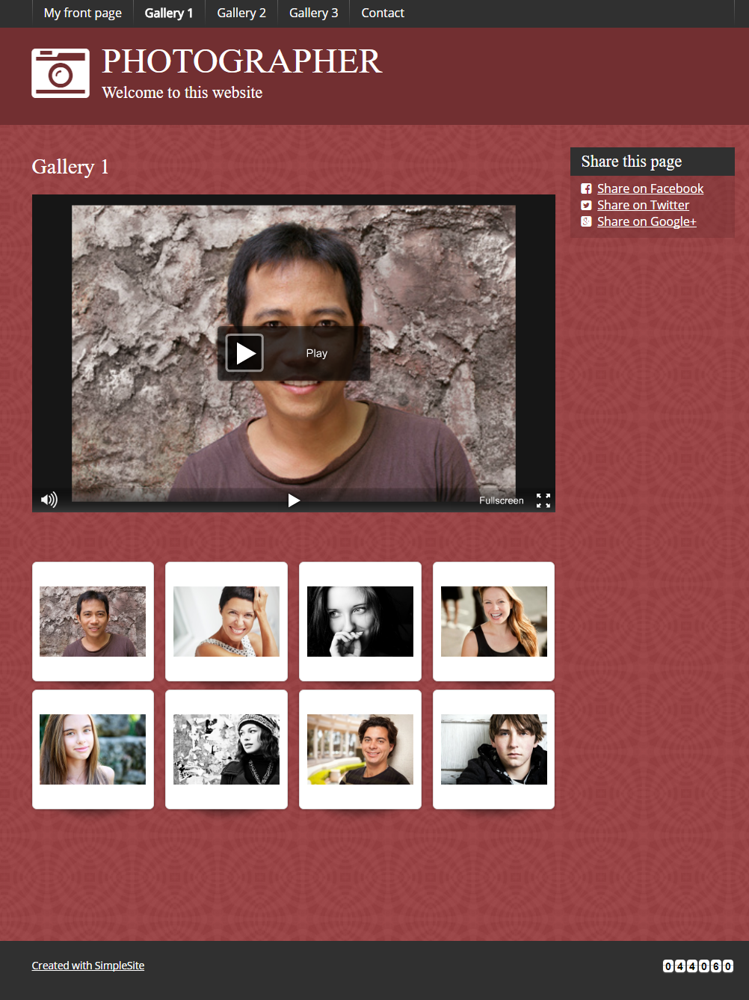 My front page Gallery 1 Gallery 2 Gallery 3 Contact
PHOTOGRAPHER
Welcome to this website
Gallery 1
Share this page
Share on Facebook
Share on Twitter
Share on Google+
Play
Fullscreen
Created with SimpleSite
044060